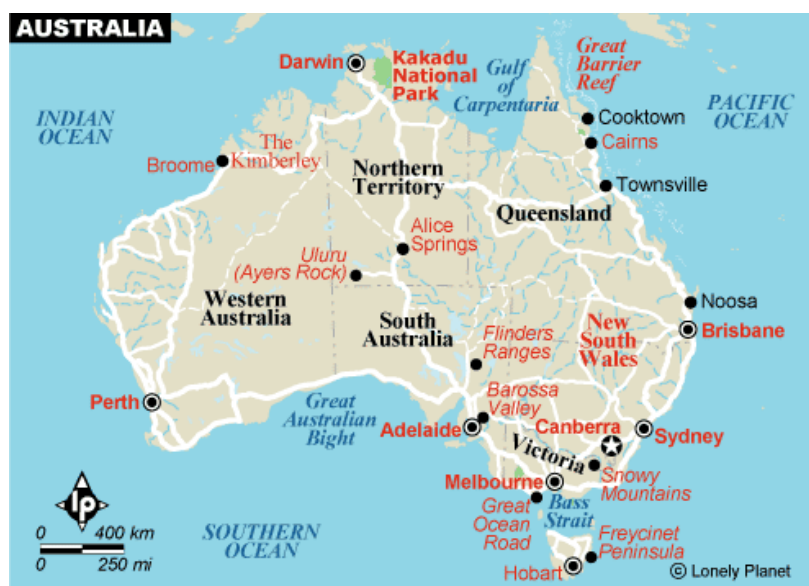 AUSTRALIA
Darwin
Kakadu
National
Park
Gulf
of
Carpentaria
Great
Barrier
Reef
INDIAN
OCEAN
PACIFIC
OCEAN
Cooktown
Cairns
The
Kimberley
Broome
Northern
Territory
Townsville
Queensland
Alice
Springs
Uluru
(Ayers Rock)
Western
Australia
South
Australia
Noosa
Brisbane
Flinders
Ranges
New
South
Wales
Perth
Great
Australian
Bight
Barossa
Valley
Adelaide
Canberra
Sydney
Victoria
Melbourne
Snowy
Mountains
Great
Ocean
Road
Bass
Strait
lp
0 400 km
0 250 mi
SOUTHERN
OCEAN
Freycinet
Peninsula
Hobart
© Lonely Planet